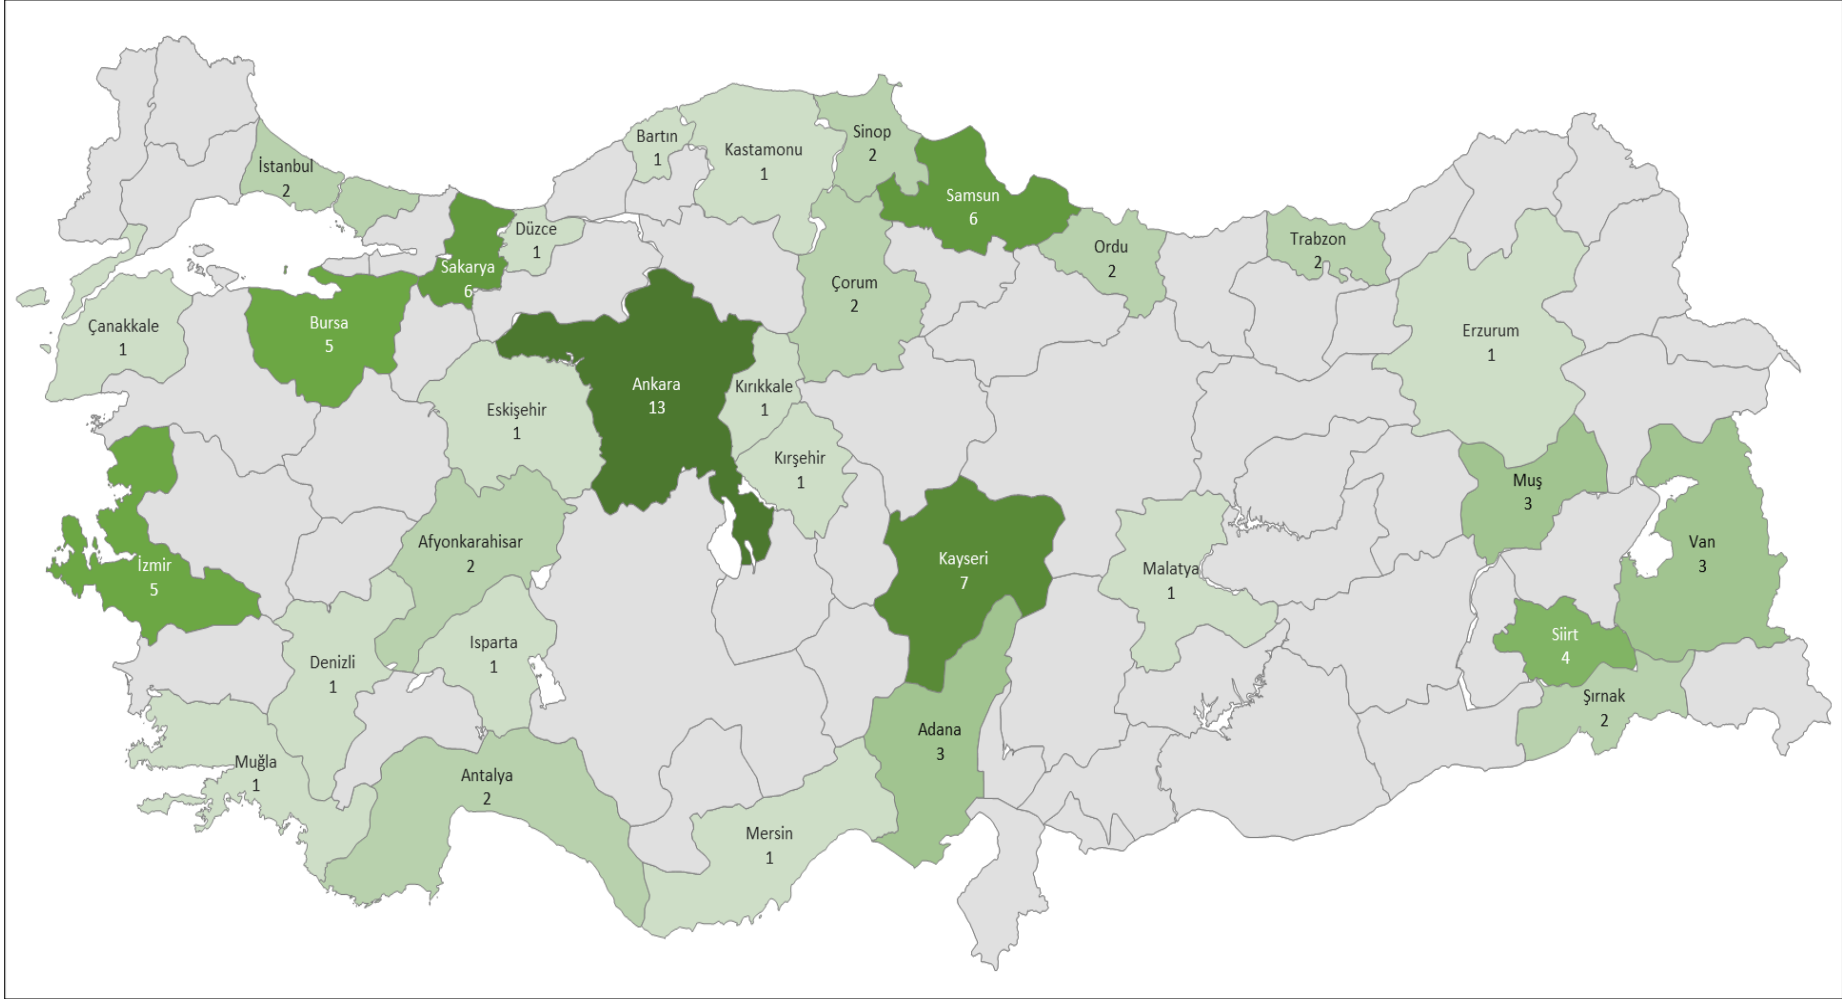 Bartın
1
Kastamonu
1
Sinop
2
İstanbul
2
Samsun
6
Düzce
1
Sakarya
6
Ordu
2
Trabzon
2
Çorum
2
Çanakkale
1
Bursa
5
Erzurum
1
Ankara
13
Kırıkkale
1
Eskişehir
1
Kırşehir
1
Muş
3
Afyonkarahisar
2
Van
3
Kayseri
7
İzmir
5
Malatya
1
Siirt
4
Isparta
1
Denizli
1
Şırnak
2
Adana
3
Muğla
1
Antalya
2
Mersin
1